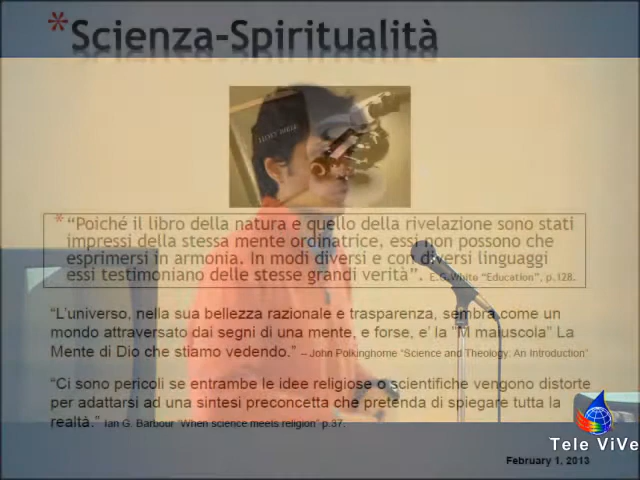 *Scienza-Spiritualità
* “Poiché il libro della natura e quello della rivelazione sono stati
impressi della stessa mente ordinatrice, essi non possono che
esprimersi in armonia. In modi diversi e con diversi linguaggi
essi testimoniano delle stesse grandi verità”. E.G.White “Education”, p.128.
“L’universo, nella sua bellezza razionale e trasparenza, sembra come un
mondo attraversato dai segni di una mente, e forse, e’ la “M maiuscola” La
Mente di Dio che stiamo vedendo.” – John Polkinghorne “Science and Theology. An Introduction”
“Ci sono pericoli se entrambe le idee religiose o scientifiche vengono distorte
per adattarsi ad una sintesi preconcetta che pretenda di spiegare tutta la
realtà.” Ian G. Barbour “When science meets religion” p.37.
Tele ViVe
February 1, 2013